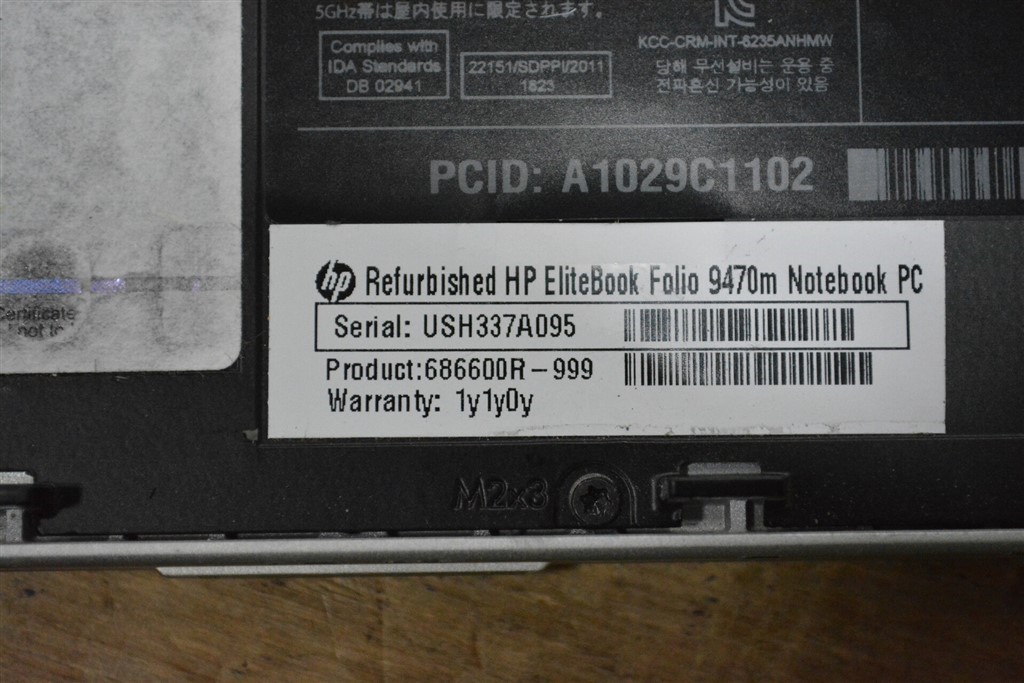 5GHz帯は屋内使用に限定されます。
Complies with
IDA Standards
DB 02941
22151/SDPPI/2011
1823
KCC-CRM-INT-6235ANHMW
당해 무선설비는 운용 중
전파혼신 가능성이 있음
PCID: A1029C1102
hp Refurbished HP EliteBook Folio 9470m Notebook PC
Serial: USH337A095
Product:686600R-999
Warranty: 1y1y0y
Certificate
not to
M2x3